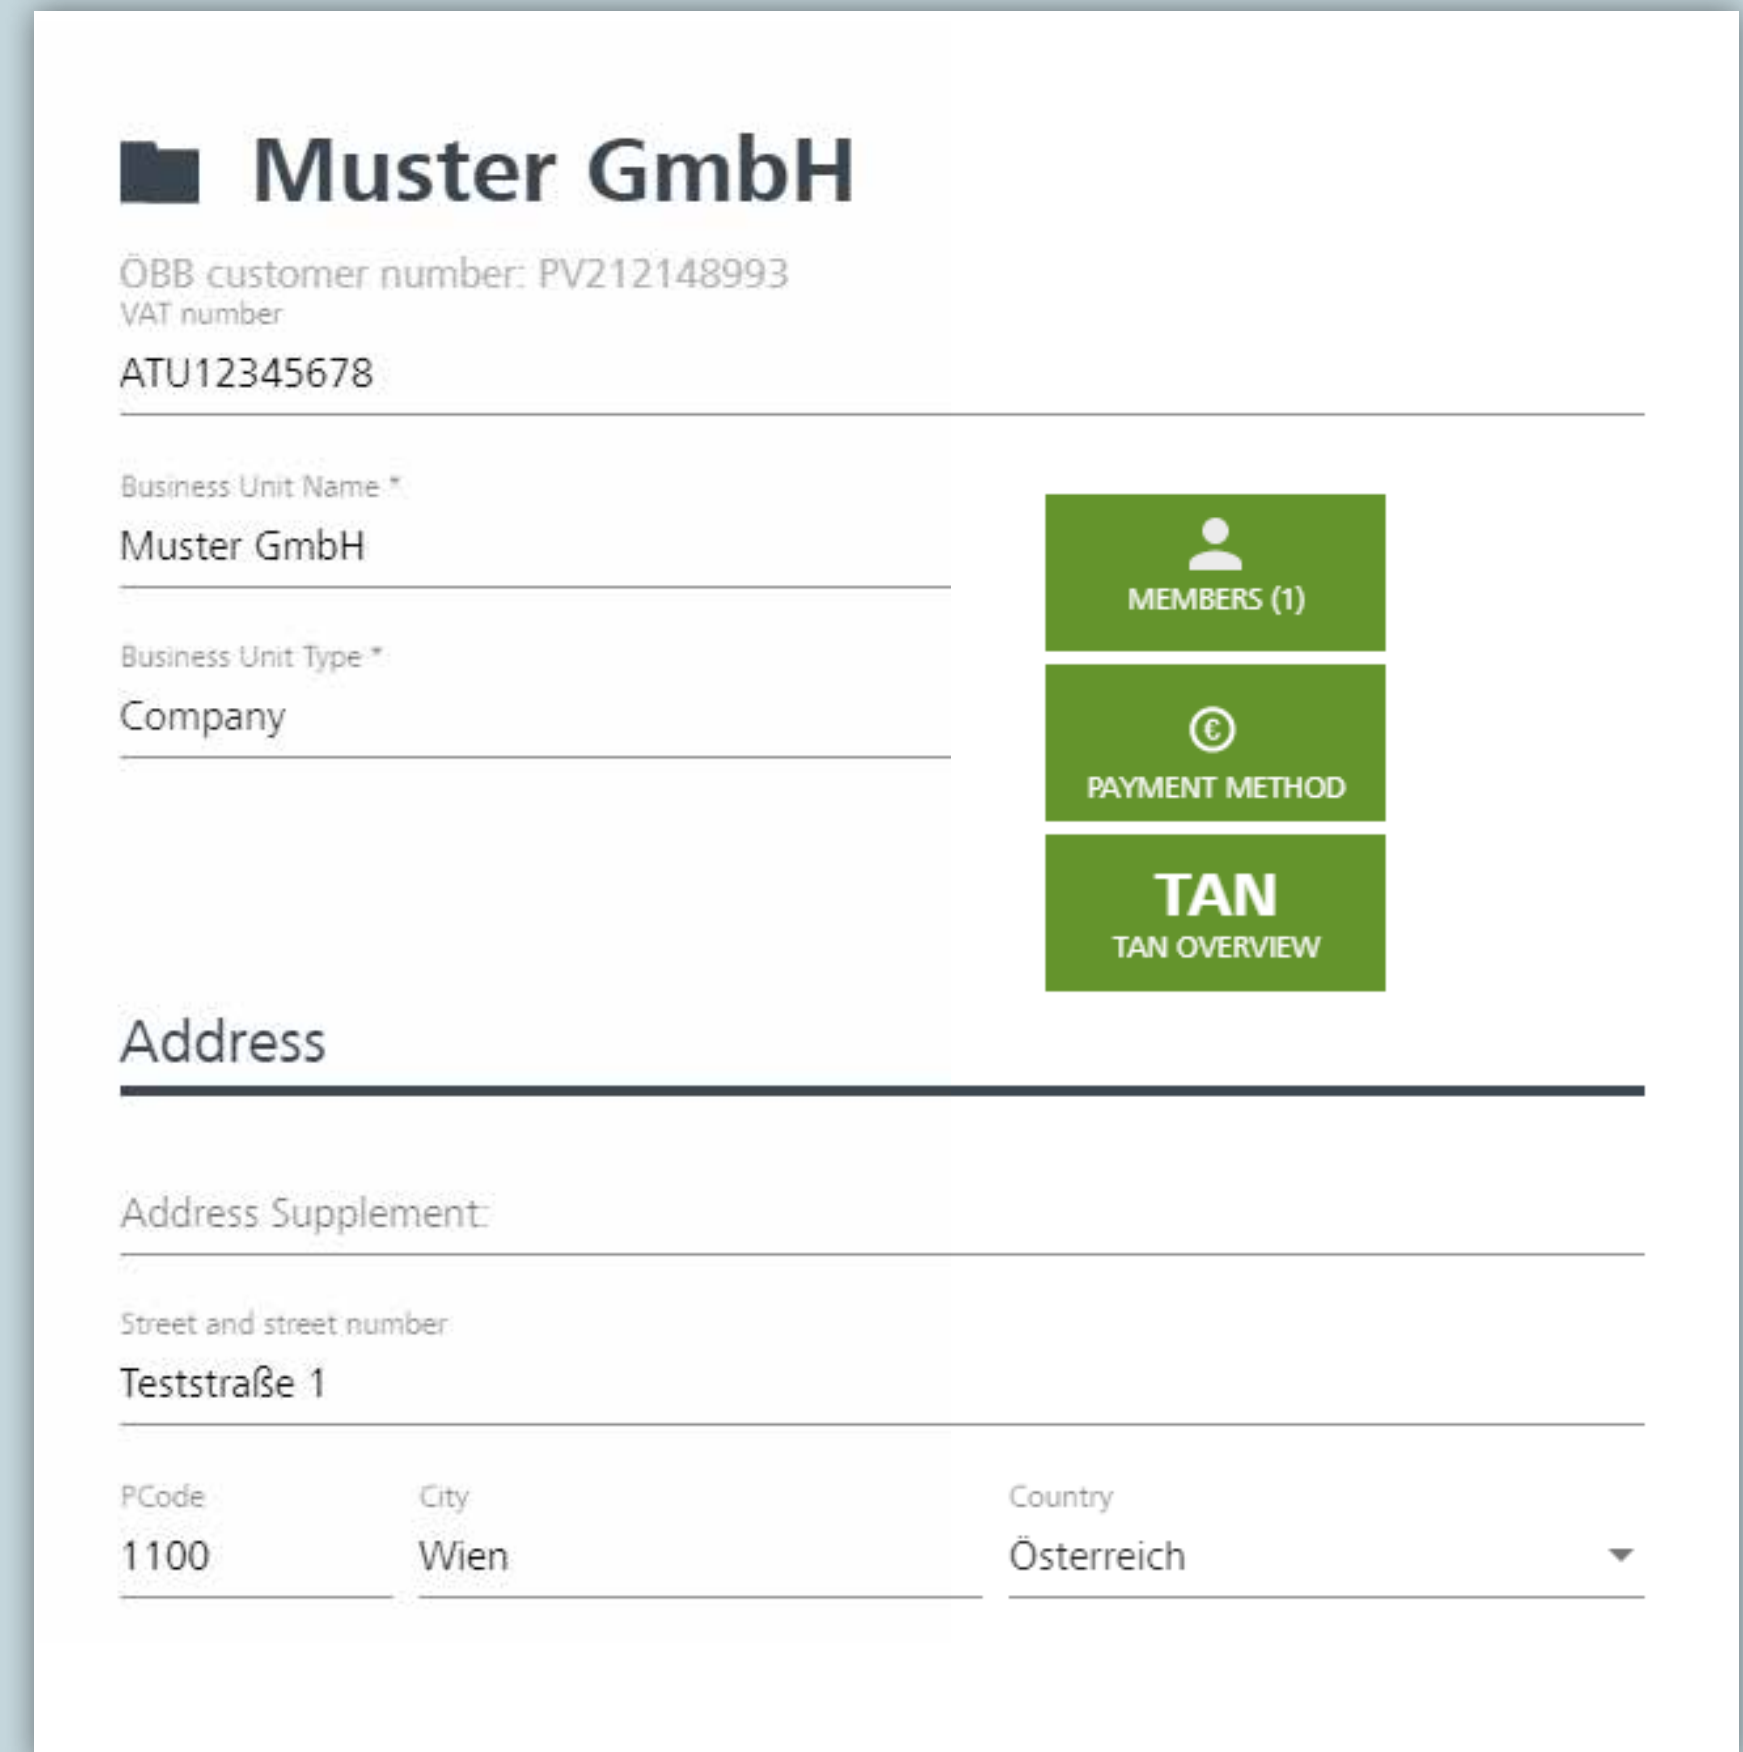 Muster GmbH
ÖBB customer number: PV212148993
VAT number
ATU12345678
Business Unit Name *
Muster GmbH
Business Unit Type *
Company
MEMBERS (1)
€
PAYMENT METHOD
TAN
TAN OVERVIEW
Address
Address Supplement:
Street and street number
Teststraße 1
PCode City Country
1100 Wien Österreich